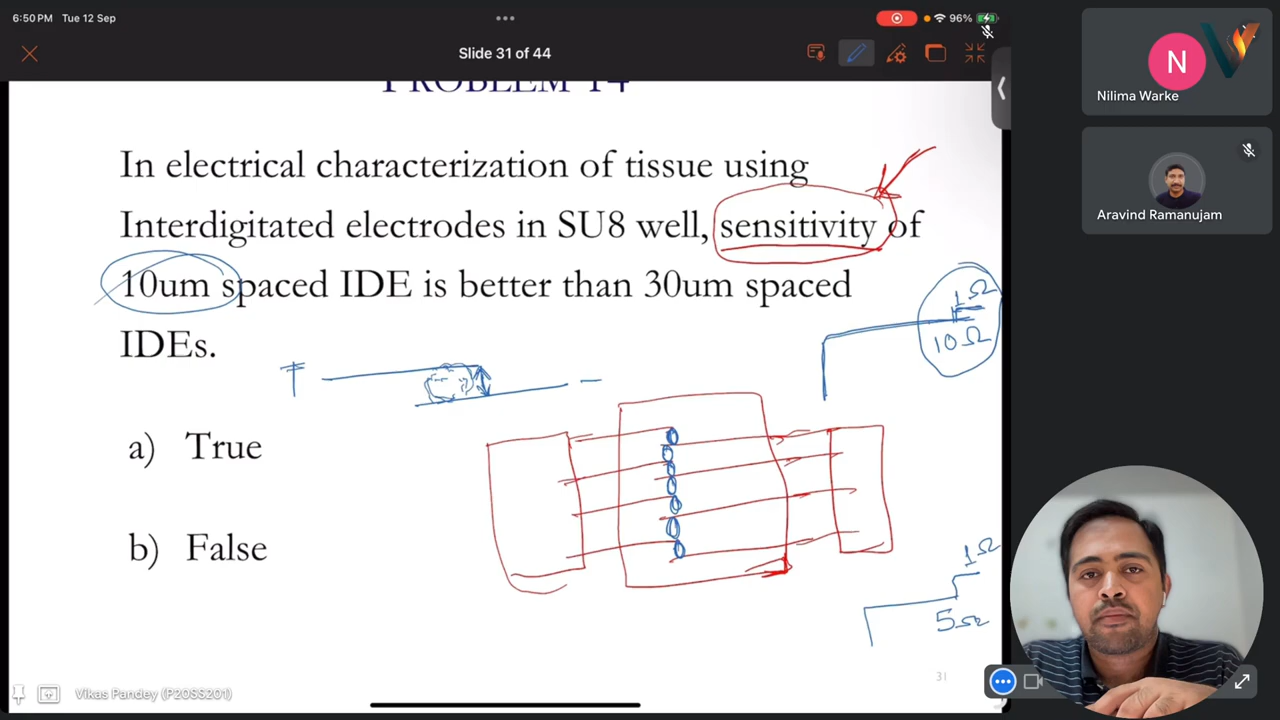 6:50 PM Tue 12 Sep
96%
Slide 31 of 44
PROBLEM 14
In electrical characterization of tissue using
Interdigitated electrodes in SU8 well, sensitivity of
10um spaced IDE is better than 30um spaced
IDEs.
1Ω
10Ω
a) True
b) False
1Ω
5Ω
31
Vikas Pandey (P20SS201)
N
Nilima Warke
Aravind Ramanujam